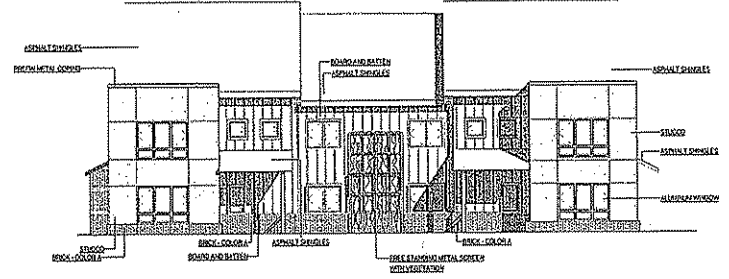 ASPHALT SHINGLES
PREFIN METAL COPING
BOARD AND BATTEN
ASPHALT SHINGLES
ASPHALT SHINGLES
STUCCO
ASPHALT SHINGLES
ALUMINUM WINDOW
STUCCO
BRICK - COLOR A
BRICK - COLOR A
BOARD AND BATTEN
ASPHALT SHINGLES
FREE STANDING METAL SCREEN
WITH VEGETATION
BRICK - COLOR A